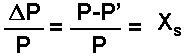 ΔP/P = P-P'/P = Xs